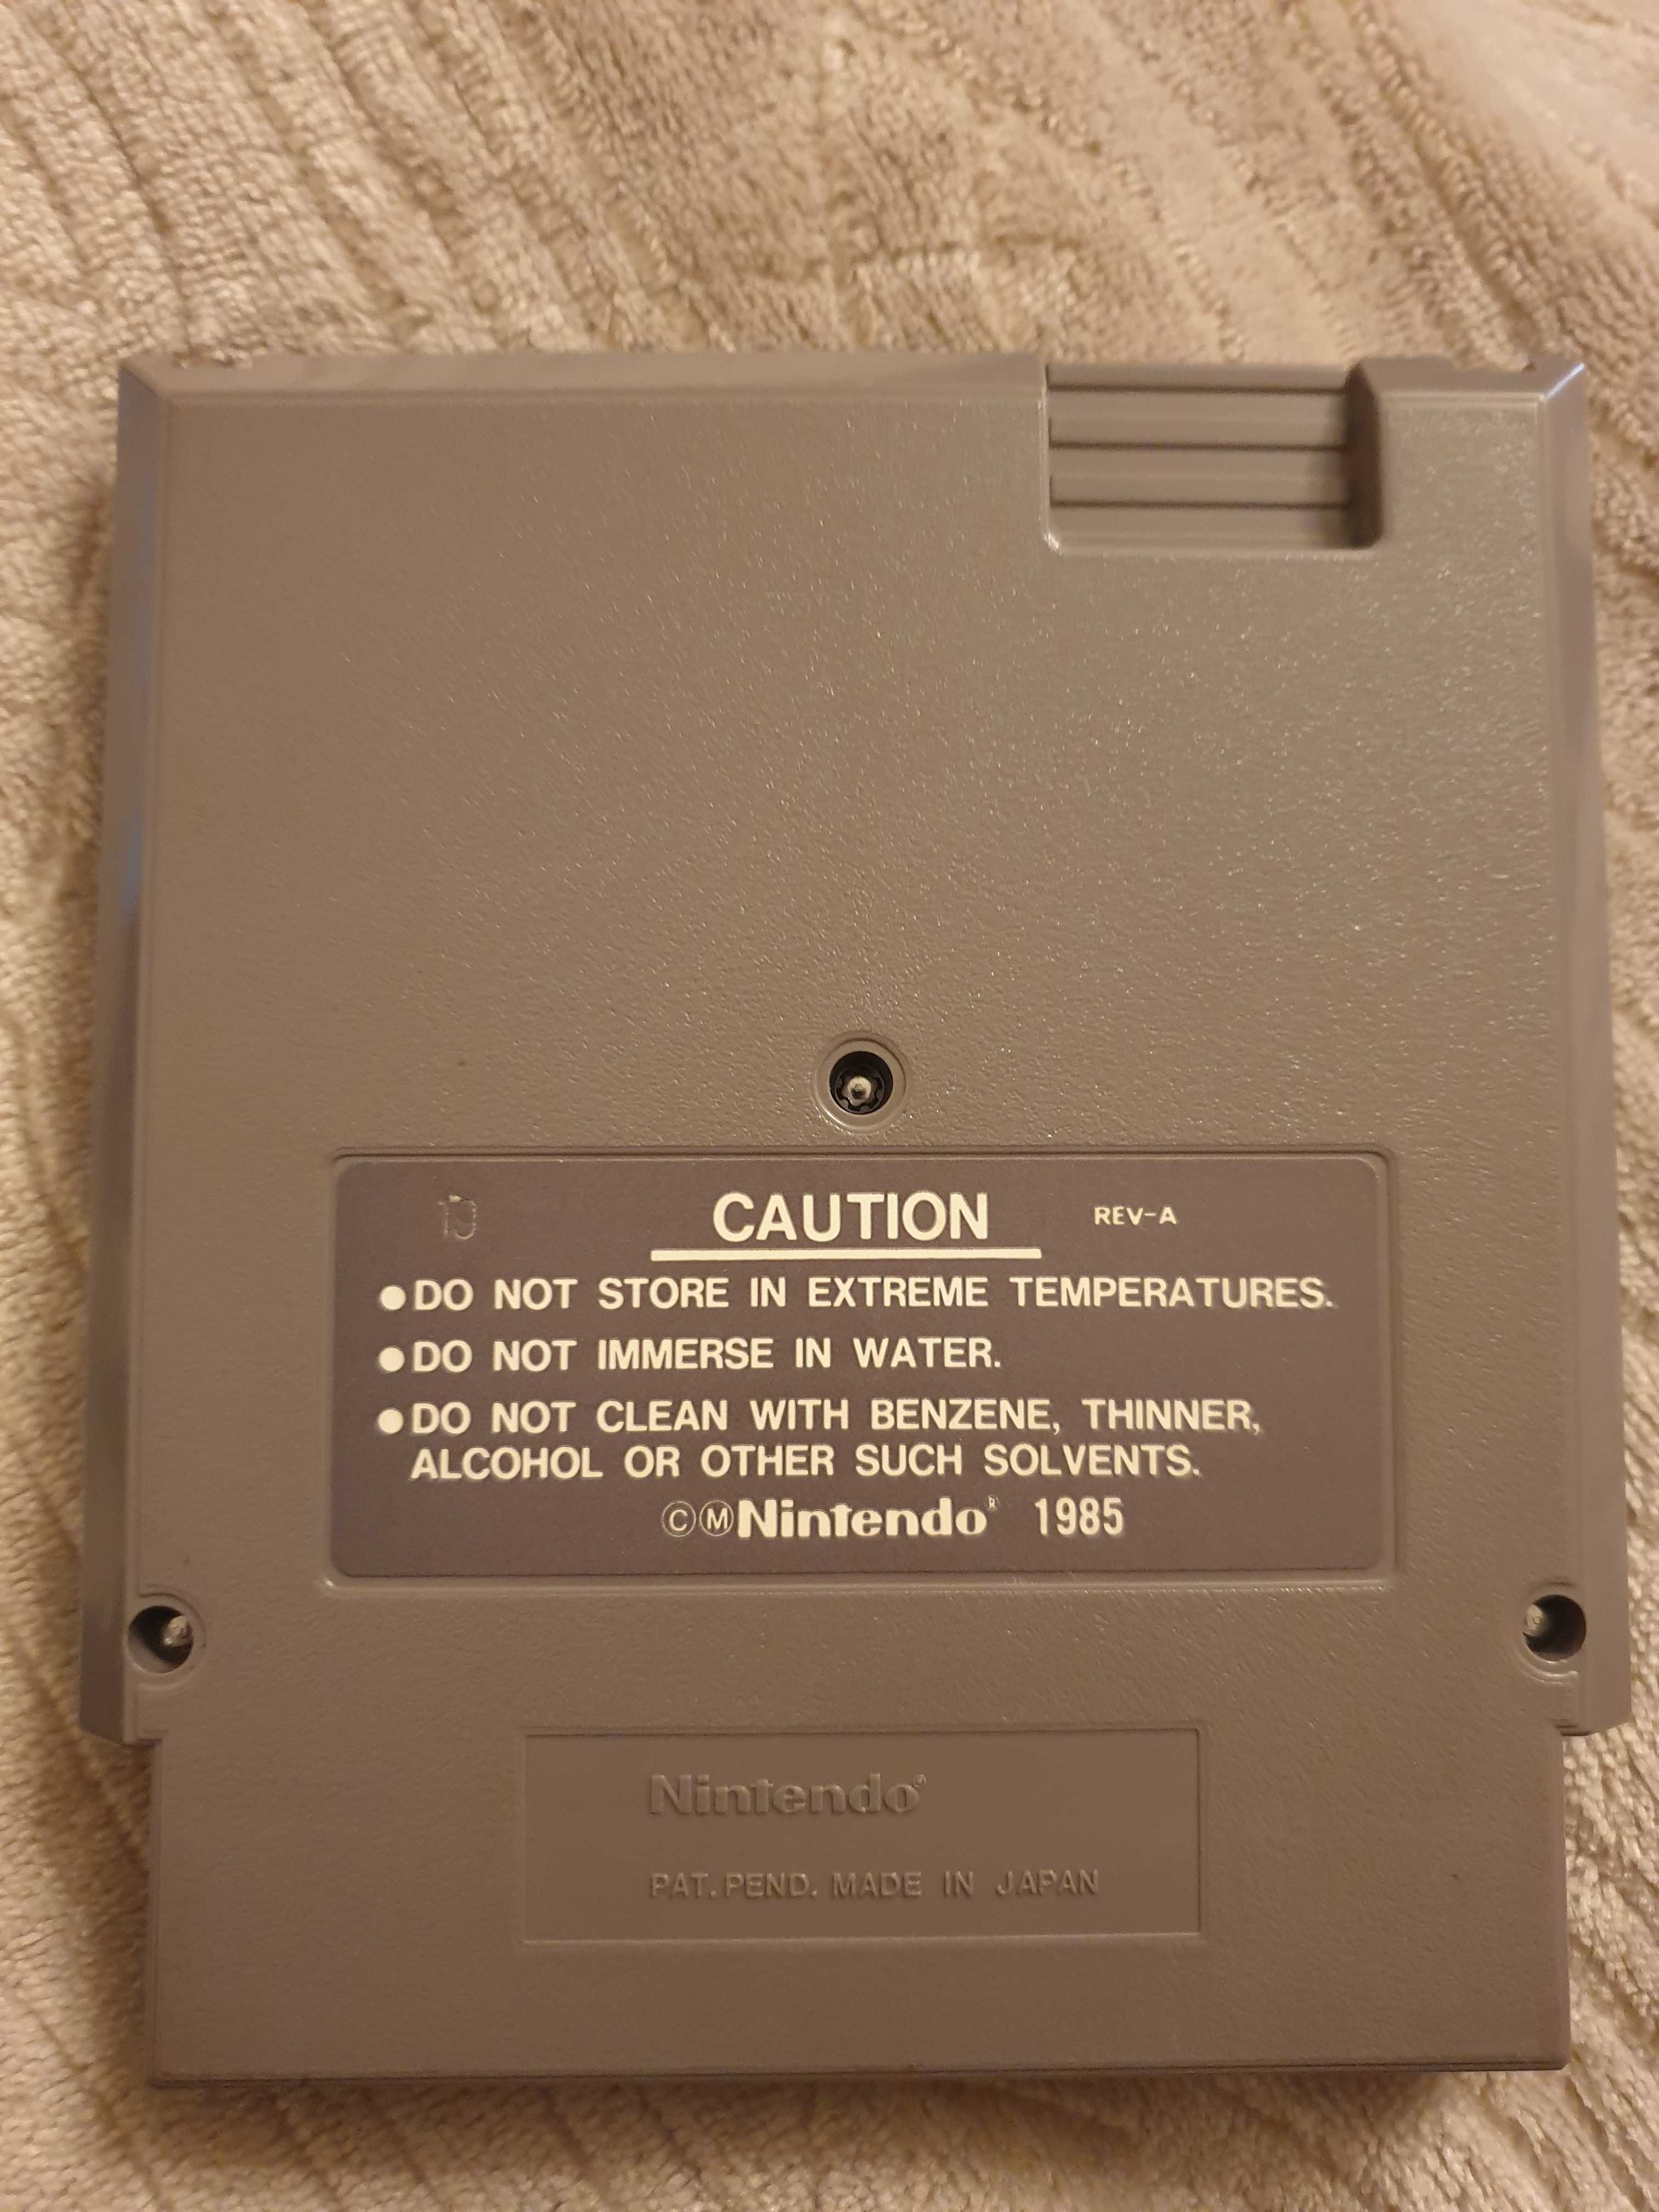 19
CAUTION REV-A
●DO NOT STORE IN EXTREME TEMPERATURES.
●DO NOT IMMERSE IN WATER.
●DO NOT CLEAN WITH BENZENE, THINNER,
ALCOHOL OR OTHER SUCH SOLVENTS.
©ⓂNintendo® 1985
Nintendo®
PAT. PEND. MADE IN JAPAN